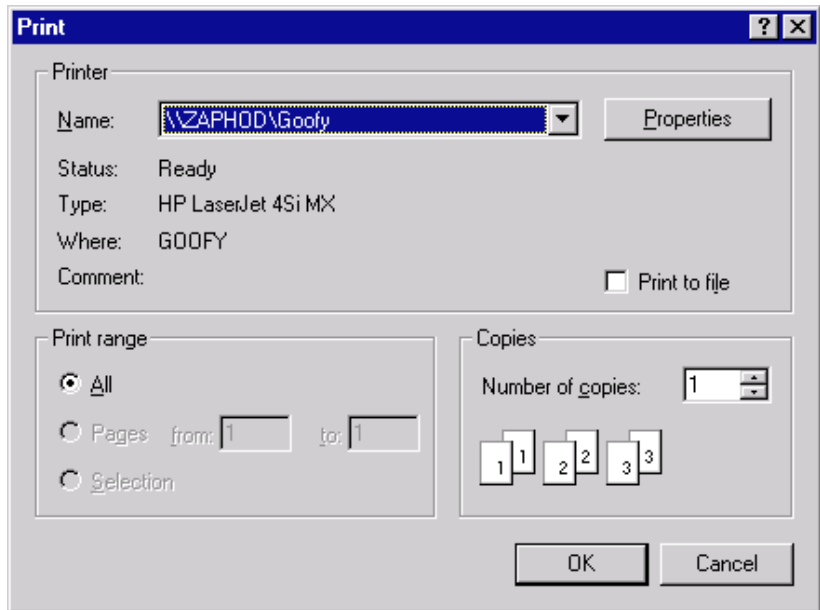 Print
Printer
Name: \\ZAPHOD\Goofy Properties
Status: Ready
Type: HP LaserJet 4Si MX
Where: GOOFY
Comment: Print to file
Print range
All
Pages from: 1 to: 1
Selection
Copies
Number of copies: 1
1 1 2 2 3 3
OK Cancel